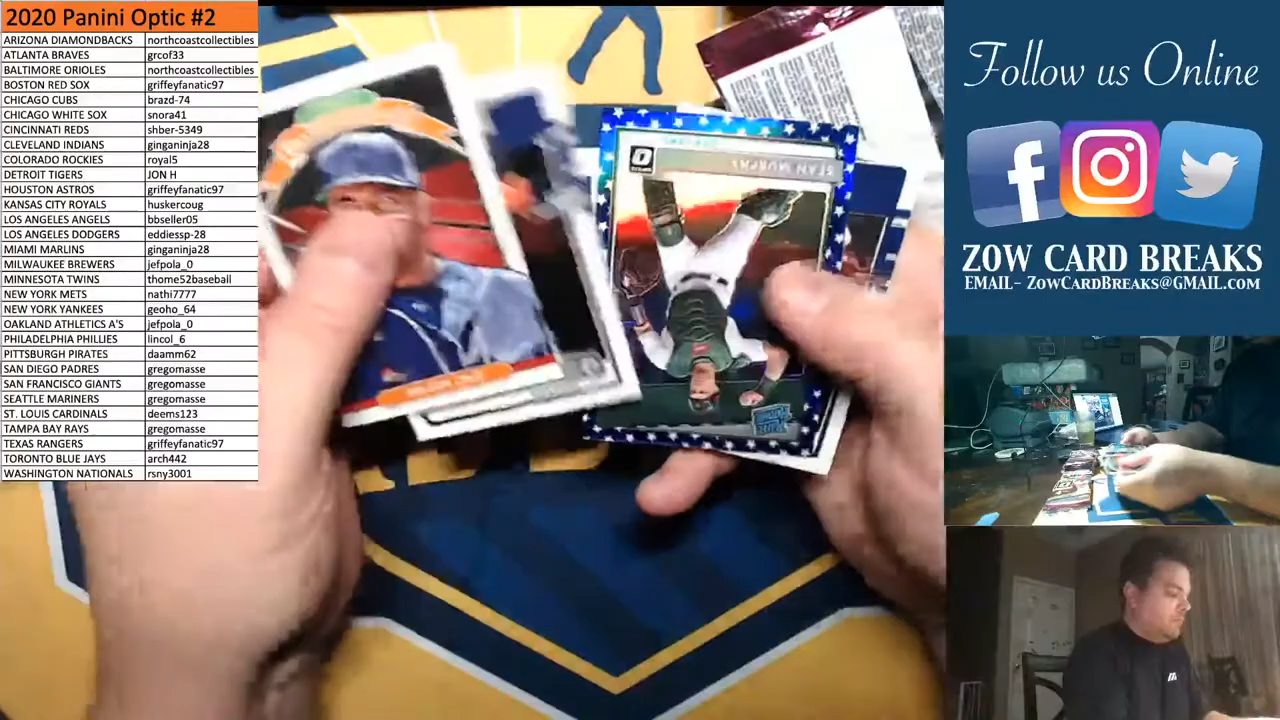 2020 Panini Optic #2
ARIZONA DIAMONDBACKS northcoastcollectibles
ATLANTA BRAVES grcof33
BALTIMORE ORIOLES northcoastcollectibles
BOSTON RED SOX griffeyfanatic97
CHICAGO CUBS brazd-74
CHICAGO WHITE SOX snora41
CINCINNATI REDS shber-5349
CLEVELAND INDIANS ginganinja28
COLORADO ROCKIES royal5
DETROIT TIGERS JON H
HOUSTON ASTROS griffeyfanatic97
KANSAS CITY ROYALS huskercoug
LOS ANGELES ANGELS bbseller05
LOS ANGELES DODGERS eddiessp-28
MIAMI MARLINS ginganinja28
MILWAUKEE BREWERS jefpola_0
MINNESOTA TWINS thome52baseball
NEW YORK METS nathi7777
NEW YORK YANKEES geoho_64
OAKLAND ATHLETICS A'S jefpola_0
PHILADELPHIA PHILLIES lincol_6
PITTSBURGH PIRATES daamm62
SAN DIEGO PADRES gregomasse
SAN FRANCISCO GIANTS gregomasse
SEATTLE MARINERS gregomasse
ST. LOUIS CARDINALS deems123
TAMPA BAY RAYS gregomasse
TEXAS RANGERS griffeyfanatic97
TORONTO BLUE JAYS arch442
WASHINGTON NATIONALS rsny3001
SEAN MURPHY
Follow us Online
ZOW CARD BREAKS
EMAIL- ZOWCARDBREAKS@GMAIL.COM